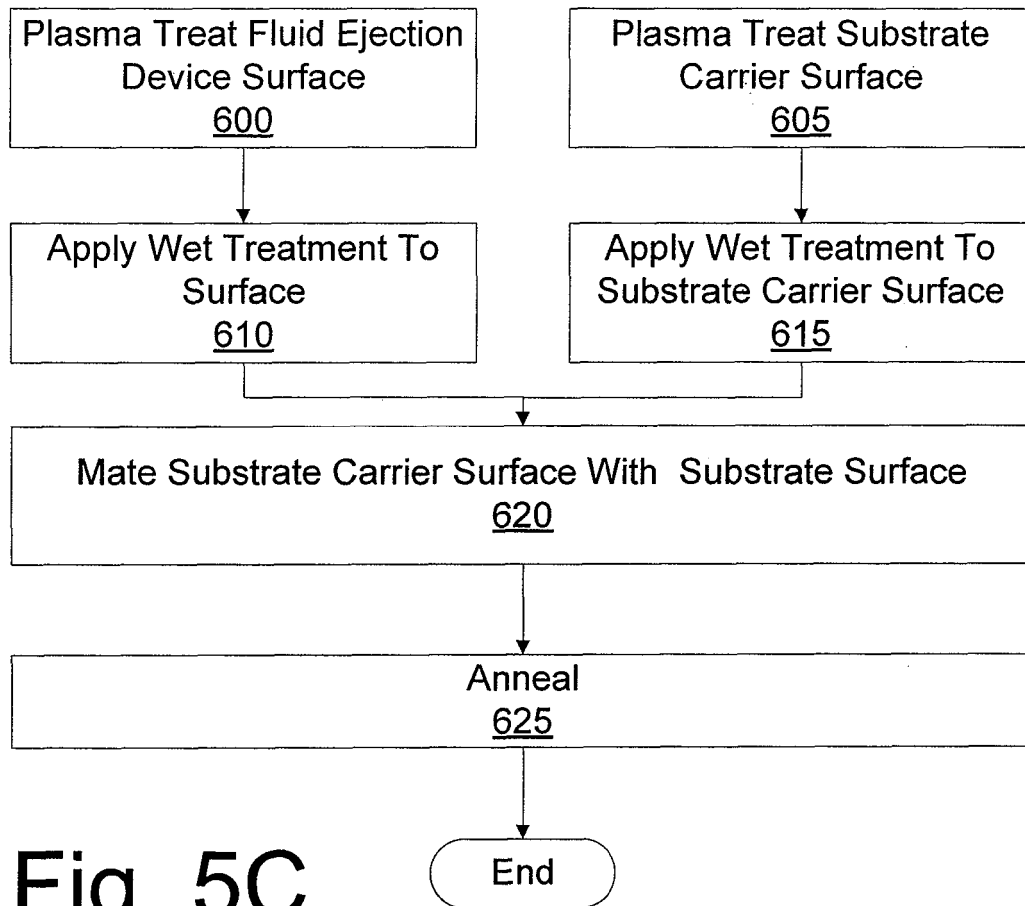 Plasma Treat Fluid Ejection
Device Surface
600
Plasma Treat Substrate
Carrier Surface
605
Apply Wet Treatment To
Surface
610
Apply Wet Treatment To
Substrate Carrier Surface
615
Mate Substrate Carrier Surface With Substrate Surface
620
Anneal
625
End
Fig. 5C